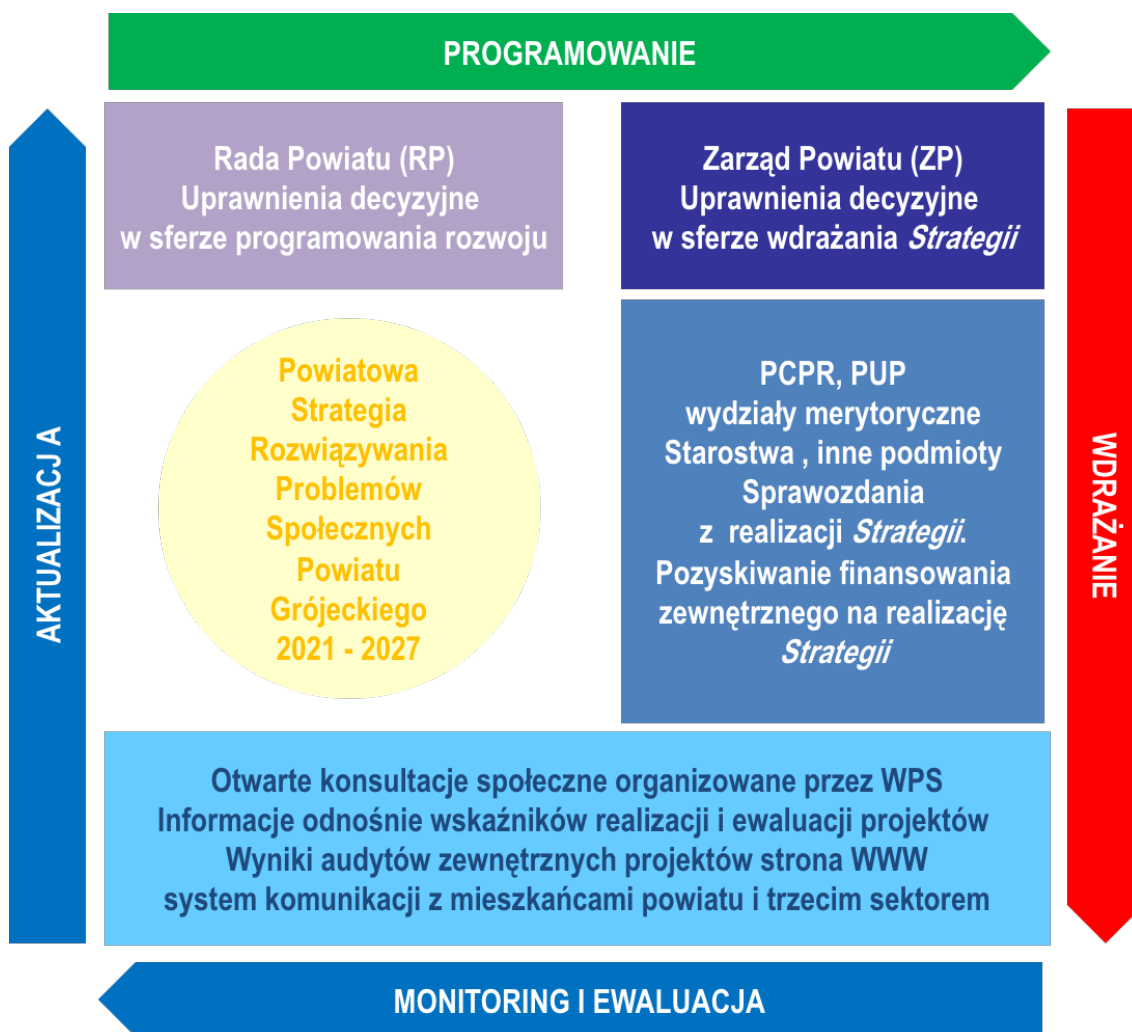 PROGRAMOWANIE
Rada Powiatu (RP)
Uprawnienia decyzyjne
w sferze programowania rozwoju
Zarząd Powiatu (ZP)
Uprawnienia decyzyjne
w sferze wdrażania Strategii
AKTUALIZACJ A
Powiatowa
Strategia
Rozwiązywania
Problemów
Społecznych
Powiatu
Grójeckiego
2021 - 2027
PCPR, PUP
wydziały merytoryczne
Starostwa , inne podmioty
Sprawozdania
z realizacji Strategii.
Pozyskiwanie finansowania
zewnętrznego na realizację
Strategii
WDRAŻANIE
Otwarte konsultacje społeczne organizowane przez WPS
Informacje odnośnie wskaźników realizacji i ewaluacji projektów
Wyniki audytów zewnętrznych projektów strona WWW
system komunikacji z mieszkańcami powiatu i trzecim sektorem
MONITORING I EWALUACJA